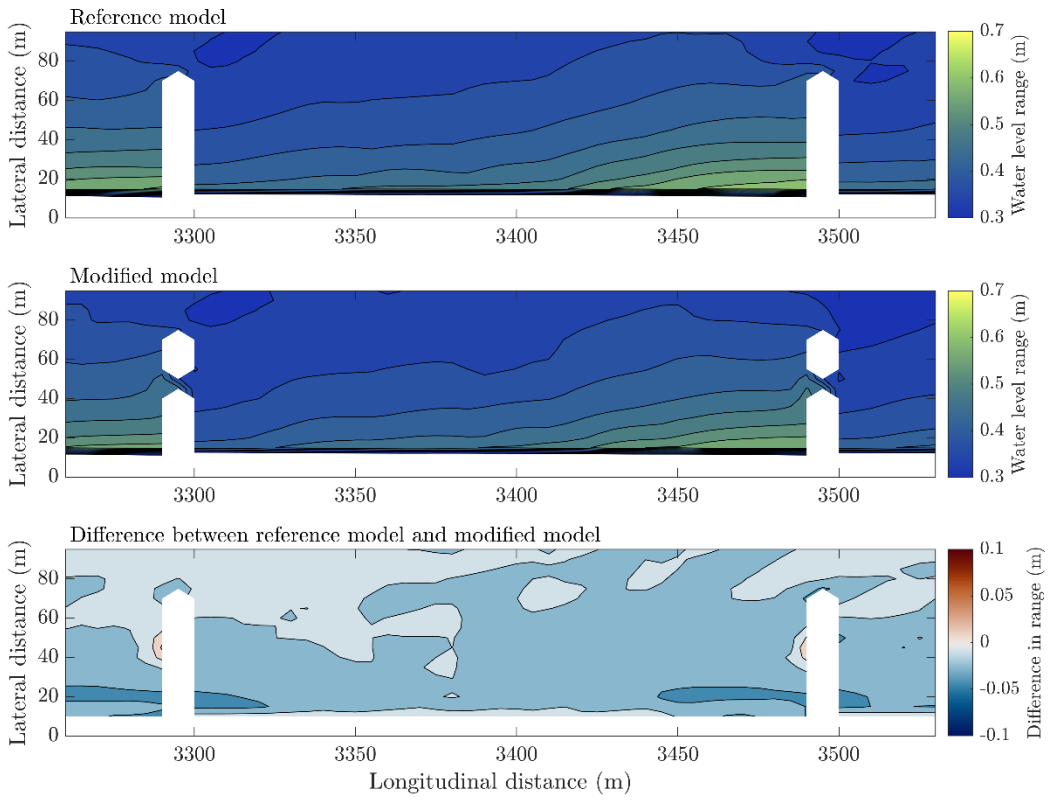 Reference model
Lateral distance (m)
80
60
40
20
0
3300 3350 3400 3450 3500
0.7
0.6
0.5
0.4
0.3
Water level range (m)
Modified model
Lateral distance (m)
80
60
40
20
0
3300 3350 3400 3450 3500
0.7
0.6
0.5
0.4
0.3
Water level range (m)
Difference between reference model and modified model
Lateral distance (m)
80
60
40
20
0
3300 3350 3400 3450 3500
Longitudinal distance (m)
0.1
0.05
0
-0.05
-0.1
Difference in range (m)